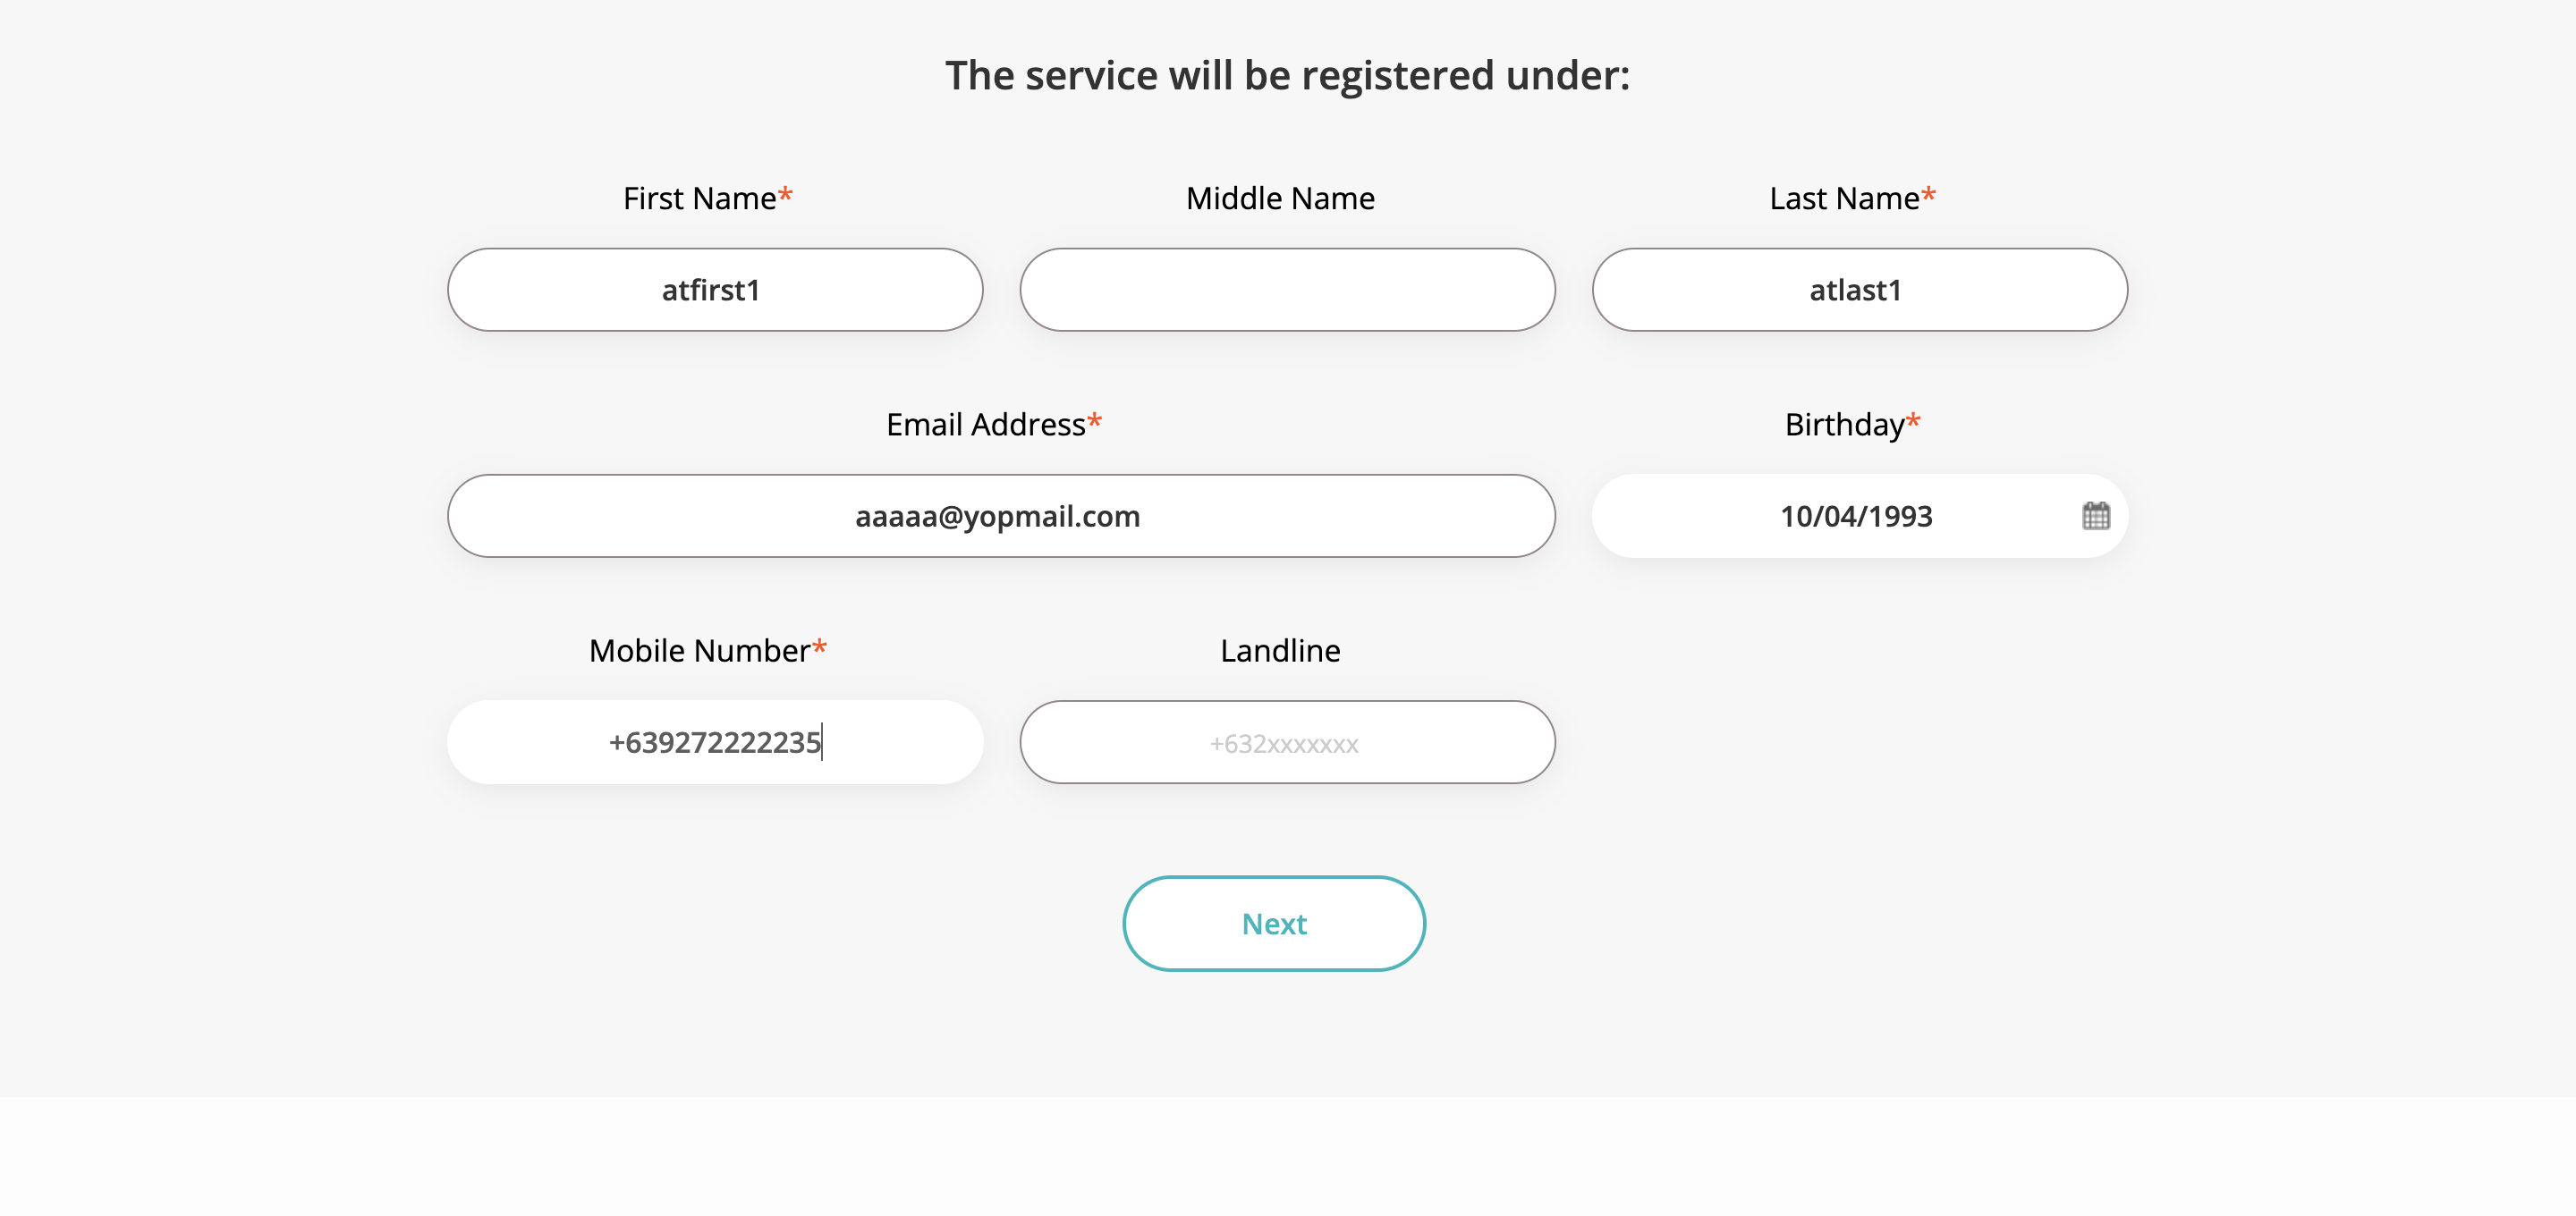 The service will be registered under:
First Name* Middle Name Last Name*
atfirst1 atlast1
Email Address* Birthday*
aaaaa@yopmail.com 10/04/1993
Mobile Number* Landline
+639272222235 +632xxxxxxx
Next